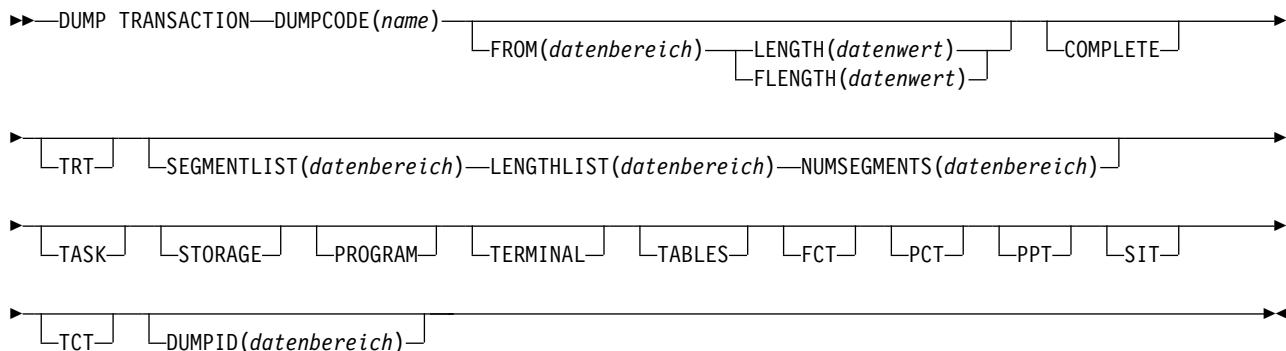 DUMP TRANSACTION DUMPCODE(name)
FROM(datenbereich) LENGTH(datenwert) COMPLETE
FLENGTH(datenwert)
TRT SEGMENTLIST(datenbereich) LENGTHLIST(datenbereich) NUMSEGMENTS(datenbereich)
TASK STORAGE PROGRAM TERMINAL TABLES FCT PCT PPT SIT
TCT DUMPID(datenbereich)